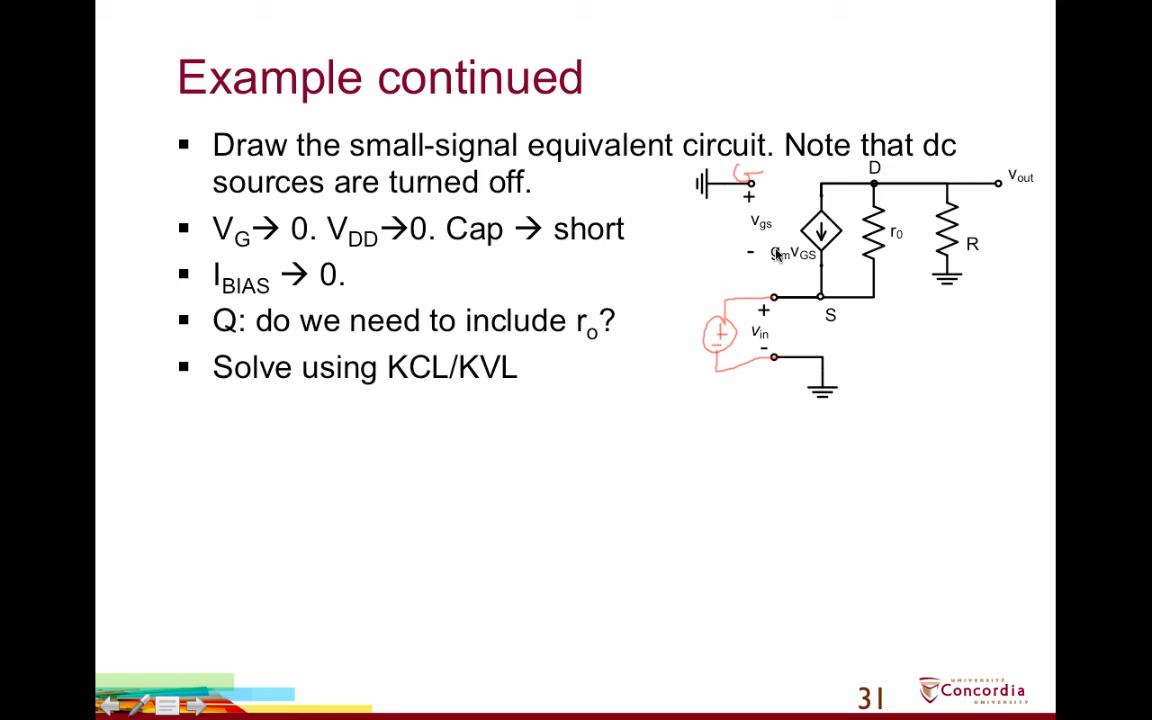 Example continued
▪ Draw the small-signal equivalent circuit. Note that dc
sources are turned off.
▪ VG→ 0. VDD→0. Cap → short
▪ IBIAS → 0.
▪ Q: do we need to include ro?
▪ Solve using KCL/KVL
G
D
vout
+
vgs
-
gmvGS
r0
R
S
+
vin
-
+
-
31
UNIVERSITÉ
Concordia
UNIVERSITY